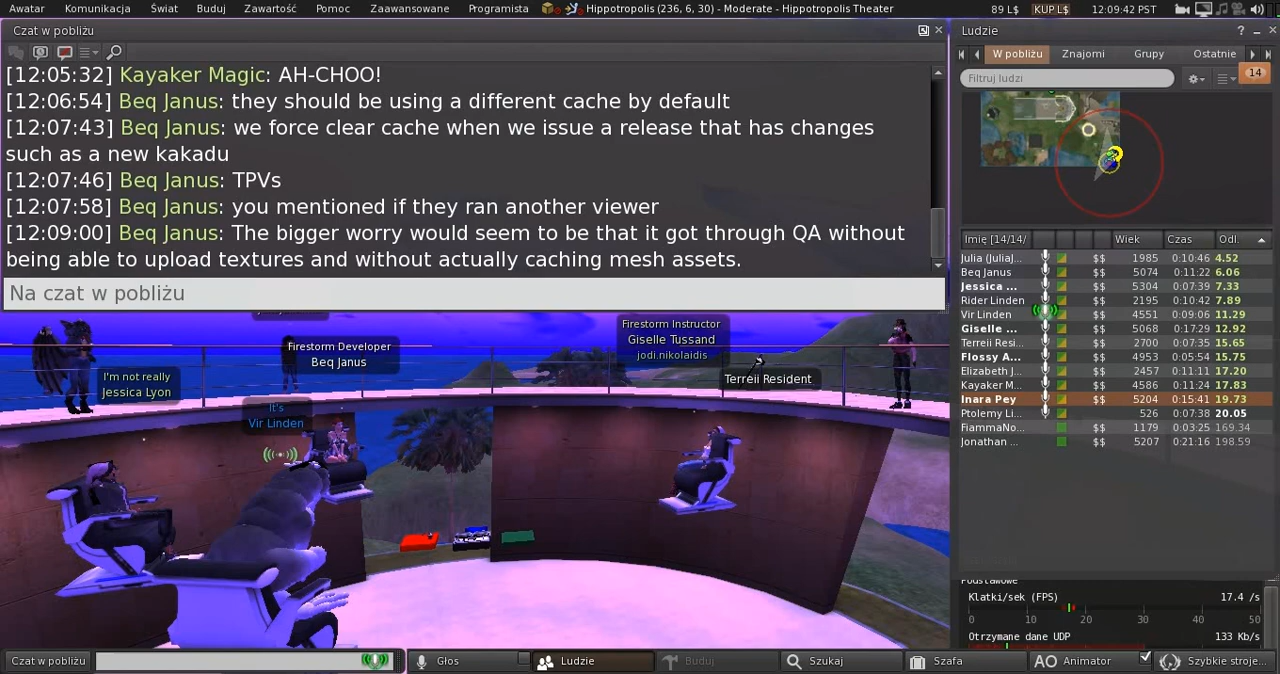 Awatar Komunikacja Świat Buduj Zawartość Pomoc Zaawansowane Programista Hippotropolis (236, 6, 30) - Moderate - Hippotropolis Theater 89 L$ KUP L$ 12:09:42 PST
Czat w pobliżu
[12:05:32] Kayaker Magic: AH-CHOO!
[12:06:54] Beq Janus: they should be using a different cache by default
[12:07:43] Beq Janus: we force clear cache when we issue a release that has changes
such as a new kakadu
[12:07:46] Beq Janus: TPVs
[12:07:58] Beq Janus: you mentioned if they ran another viewer
[12:09:00] Beq Janus: The bigger worry would seem to be that it got through QA without
being able to upload textures and without actually caching mesh assets.
Na czat w pobliżu
Firestorm Developer
Beq Janus
Firestorm Instructor
Giselle Tussand
jodi.nikolaidis
Terréii Resident
I'm not really
Jessica Lyon
It's
Vir Linden
Ludzie
W pobliżu Znajomi Grupy Ostatnie
14
Filtruj ludzi
Imię [14/14/ Wiek Czas Odl.
Julia (JuliaJ... $$ 1985 0:10:46 4.52
Beq Janus $$ 5074 0:11:22 6.06
Jessica ... $$ 5304 0:07:39 7.33
Rider Linden $$ 2195 0:10:42 7.89
Vir Linden $$ 4551 0:09:06 11.29
Giselle ... $$ 5068 0:17:29 12.92
Terreii Resi... $$ 2700 0:07:35 15.65
Flossy A... $$ 4953 0:05:54 15.75
Elizabeth J... $$ 2457 0:11:11 17.20
Kayaker M... $$ 4586 0:11:24 17.83
Inara Pey $$ 5204 0:15:41 19.73
Ptolemy Li... 526 0:07:38 20.05
FiammaNo... $$ 1179 0:03:25 169.34
Jonathan ... $$ 5207 0:21:16 198.59
Podstawowe
Klatki/sek (FPS) 17.4 /s
0 10 20 30 40 50
Otrzymane dane UDP 133 Kb/s
Czat w pobliżu Głos Ludzie Buduj Szukaj Szafa AO Animator Szybkie stroje...